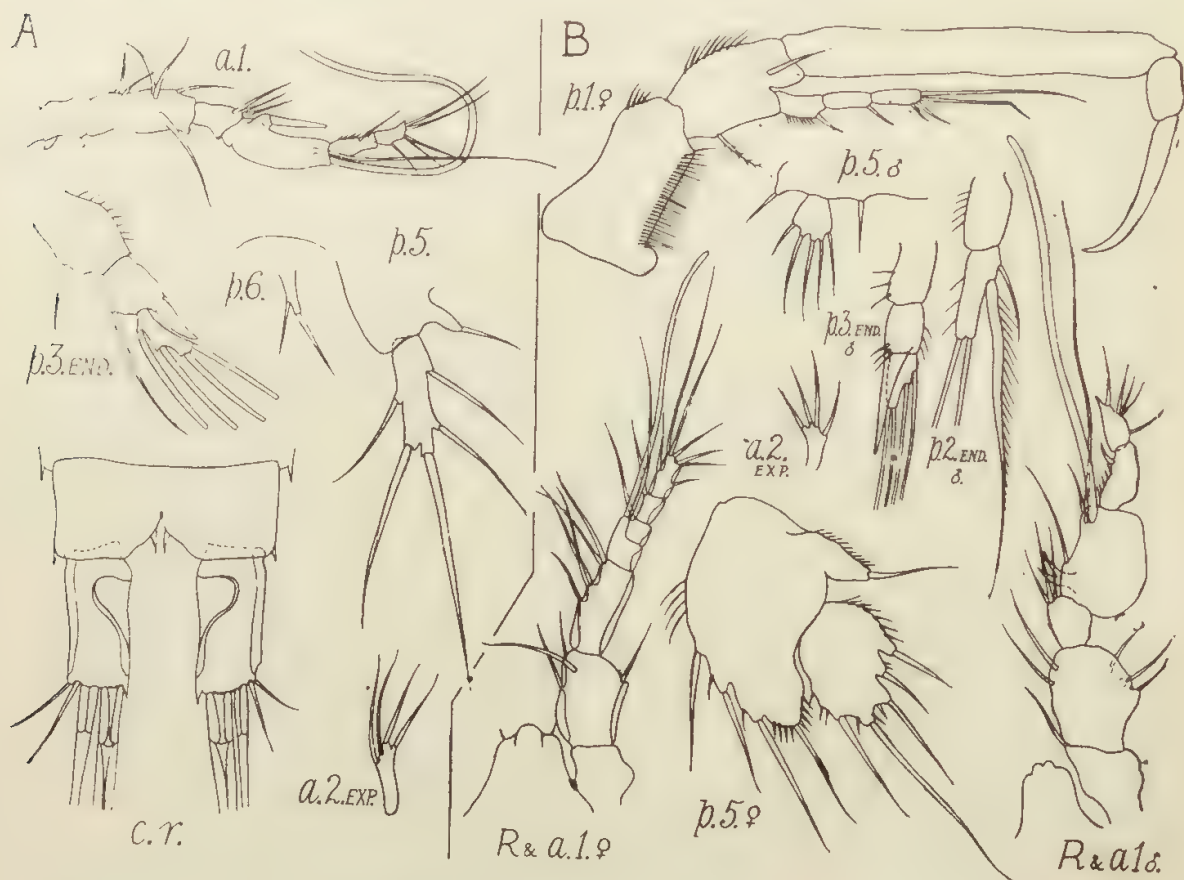 A
a.1.
p.6.
p.5.
p.3.END.
c.r.
a.2.EXP.
B
p.1.♀
p.5.♂
p.3.END. ♂
p.2.END. ♂.
a.2. EXP.
R & a.1.♀
p.5.♀
R & a1♂.